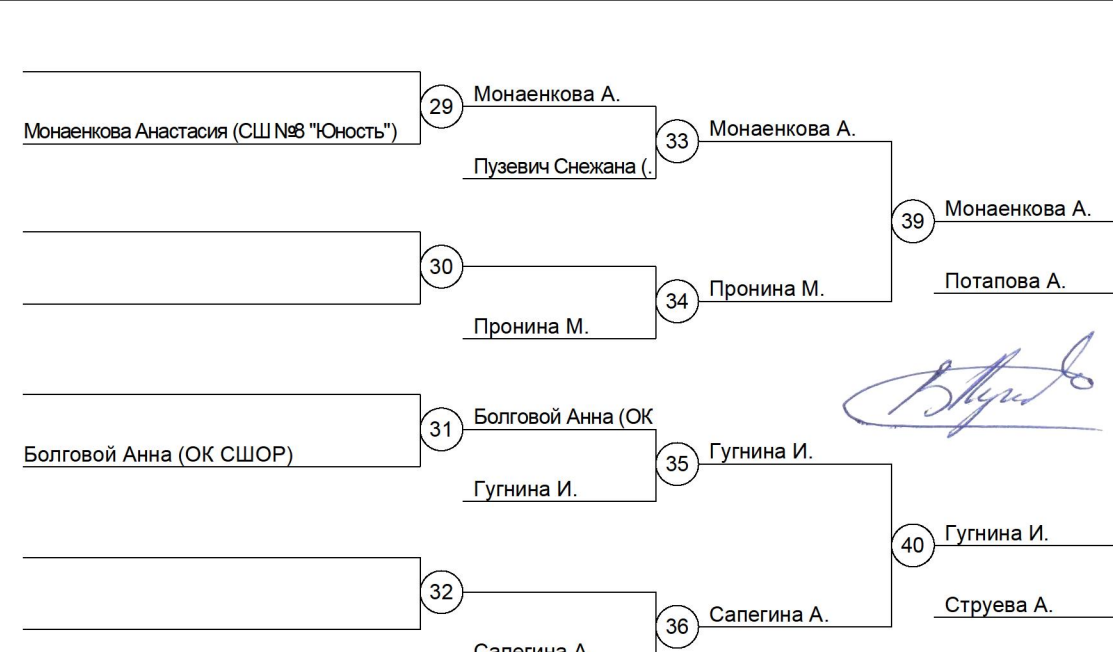 29
Монаенкова А.
Монаенкова Анастасия (СШ №8 "Юность")
33
Монаенкова А.
Пузевич Снежана (.
39
Монаенкова А.
30
34
Пронина М.
Потапова А.
Пронина М.
31
Болговой Анна (ОК
Болговой Анна (ОК СШОР)
35
Гугнина И.
Гугнина И.
40
Гугнина И.
32
36
Сапегина А.
Струева А.
Сапегина А.